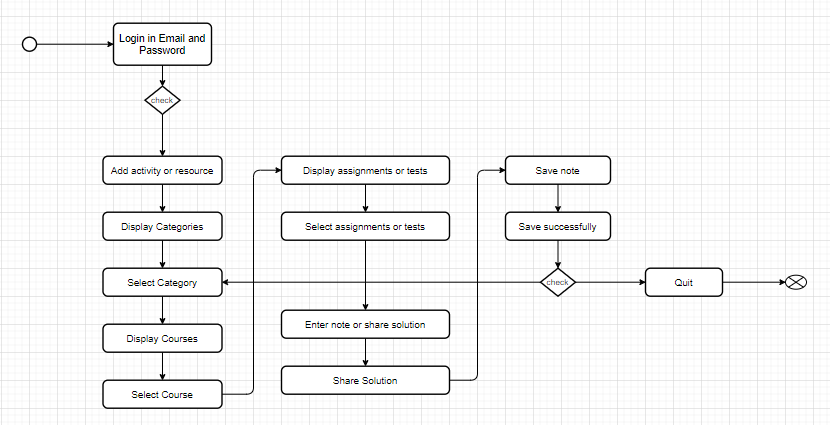 Login in Email and
Password
check
Add activity or resource
Display Categories
Select Category
Display Courses
Select Course
Display assignments or tests
Select assignments or tests
Enter note or share solution
Share Solution
Save note
Save successfully
check
Quit